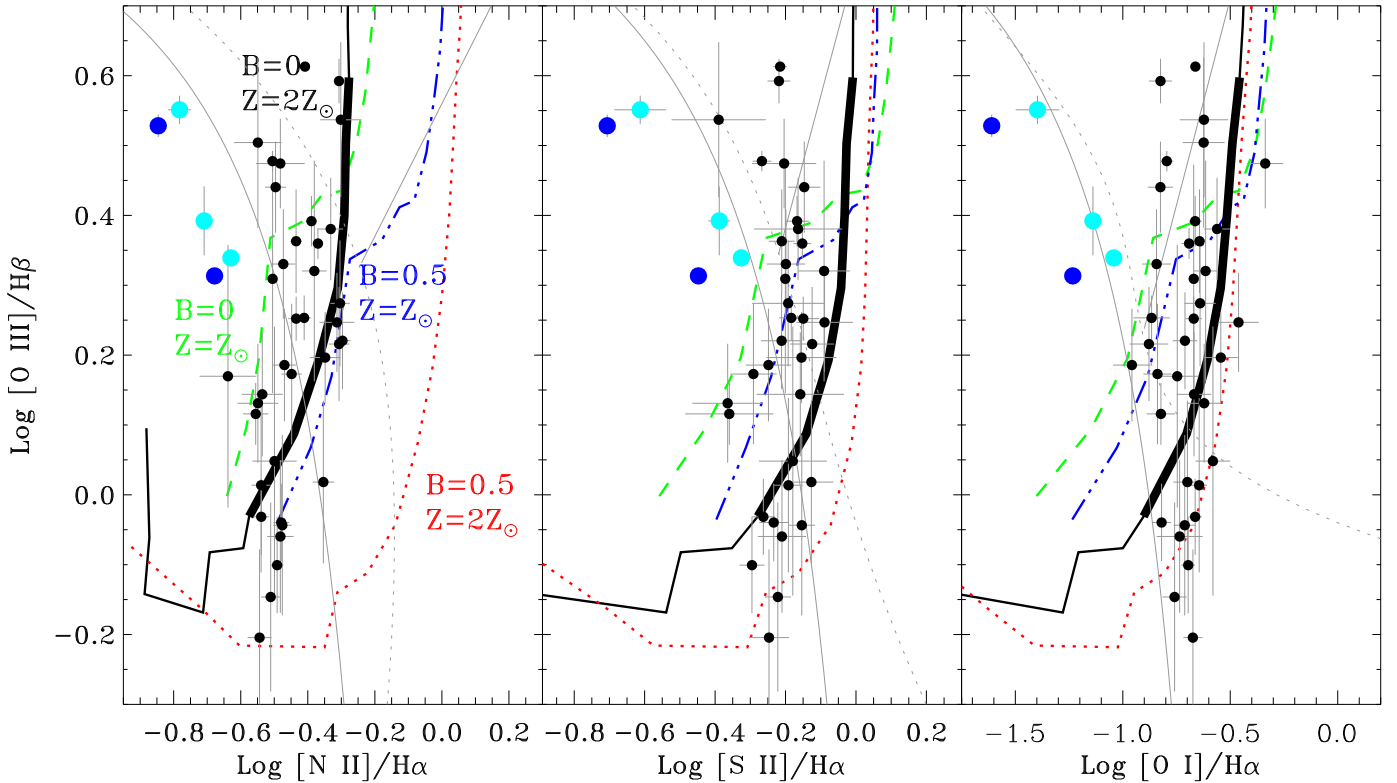 Log [O III]/Hβ
0.6
0.4
0.2
0.0
−0.2
B=0
Z=2Z⊙
B=0
Z=Z⊙
B=0.5
Z=Z⊙
B=0.5
Z=2Z⊙
−0.8 −0.6 −0.4 −0.2 0.0 0.2
Log [N II]/Hα
−0.8 −0.6 −0.4 −0.2 0.0 0.2
Log [S II]/Hα
−1.5 −1.0 −0.5 0.0
Log [O I]/Hα